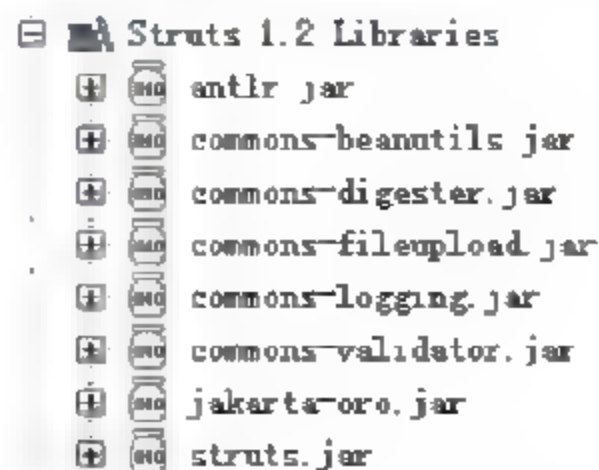 Struts 1.2 Libraries
antlr.jar
commons-beanutils.jar
commons-digester.jar
commons-fileupload.jar
commons-logging.jar
commons-validator.jar
jakarta-oro.jar
struts.jar